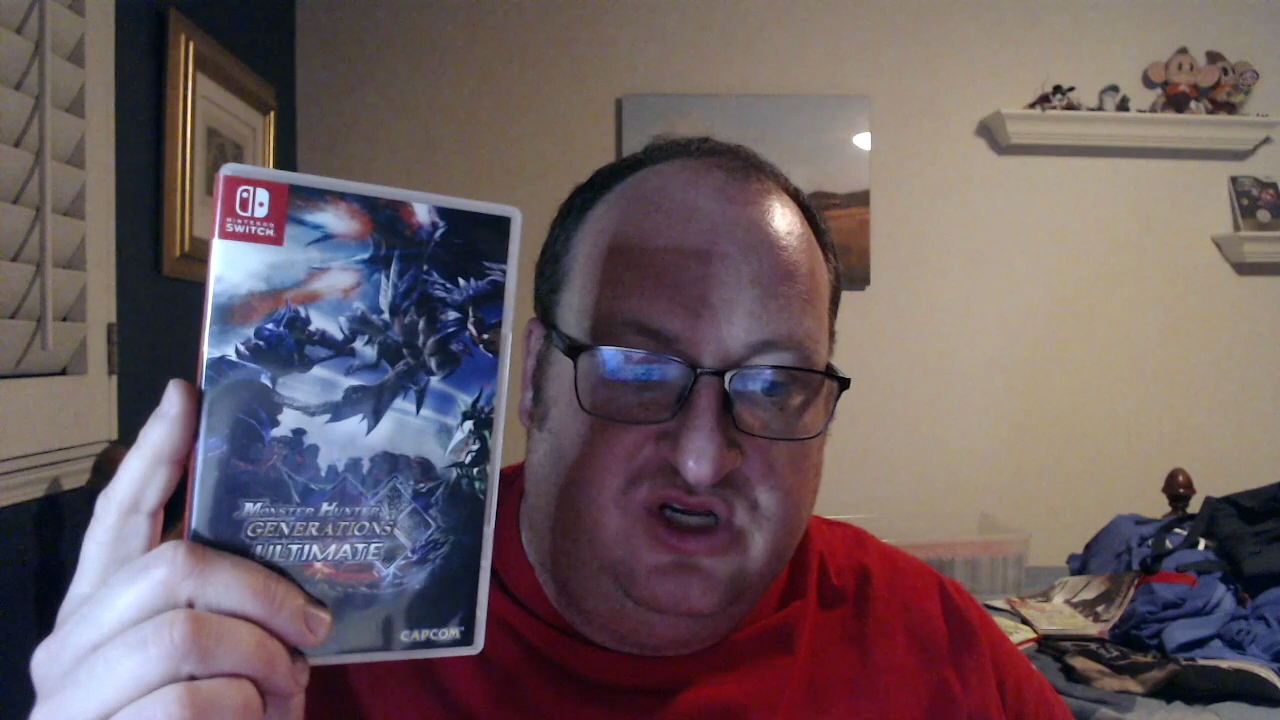 NINTENDO
SWITCH
MONSTER HUNTER
GENERATIONS
ULTIMATE
CAPCOM